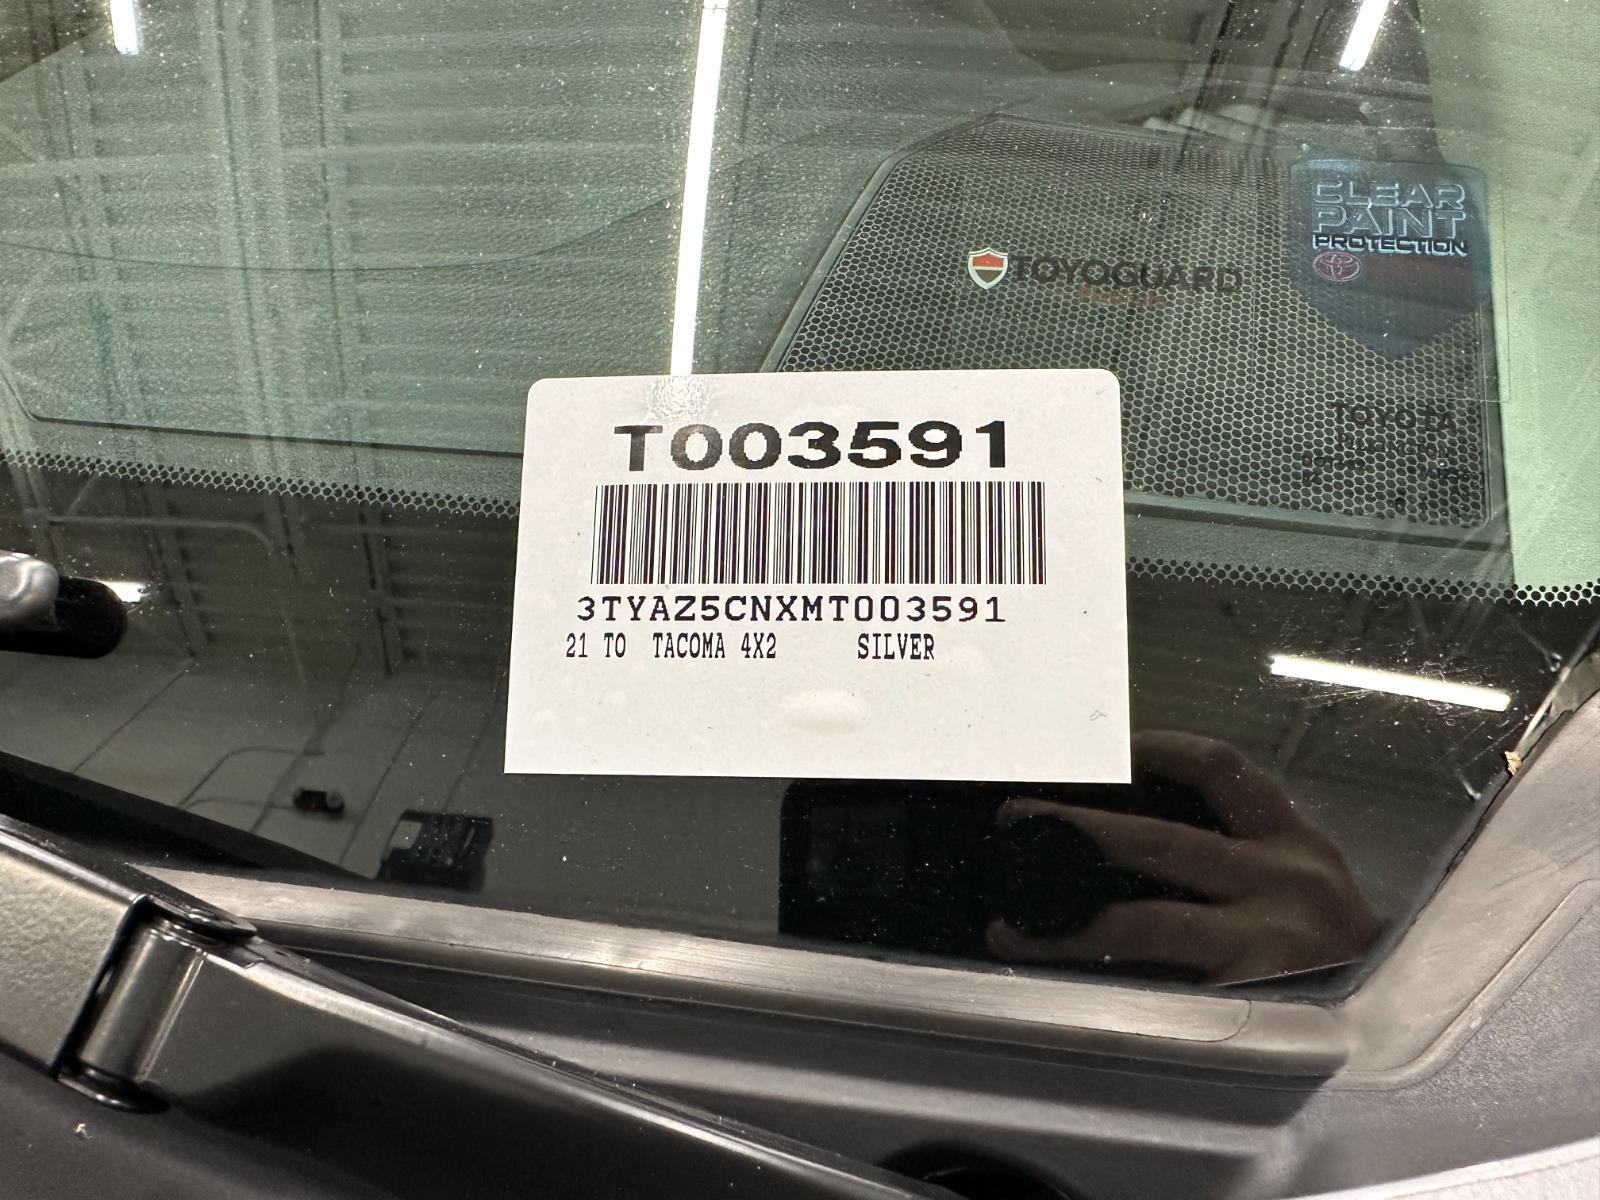 CLEAR
PAINT
PROTECTION
TOYOGUARD
TOYOTA
T003591
3TYAZ5CNXMT003591
21 TO TACOMA 4X2 SILVER